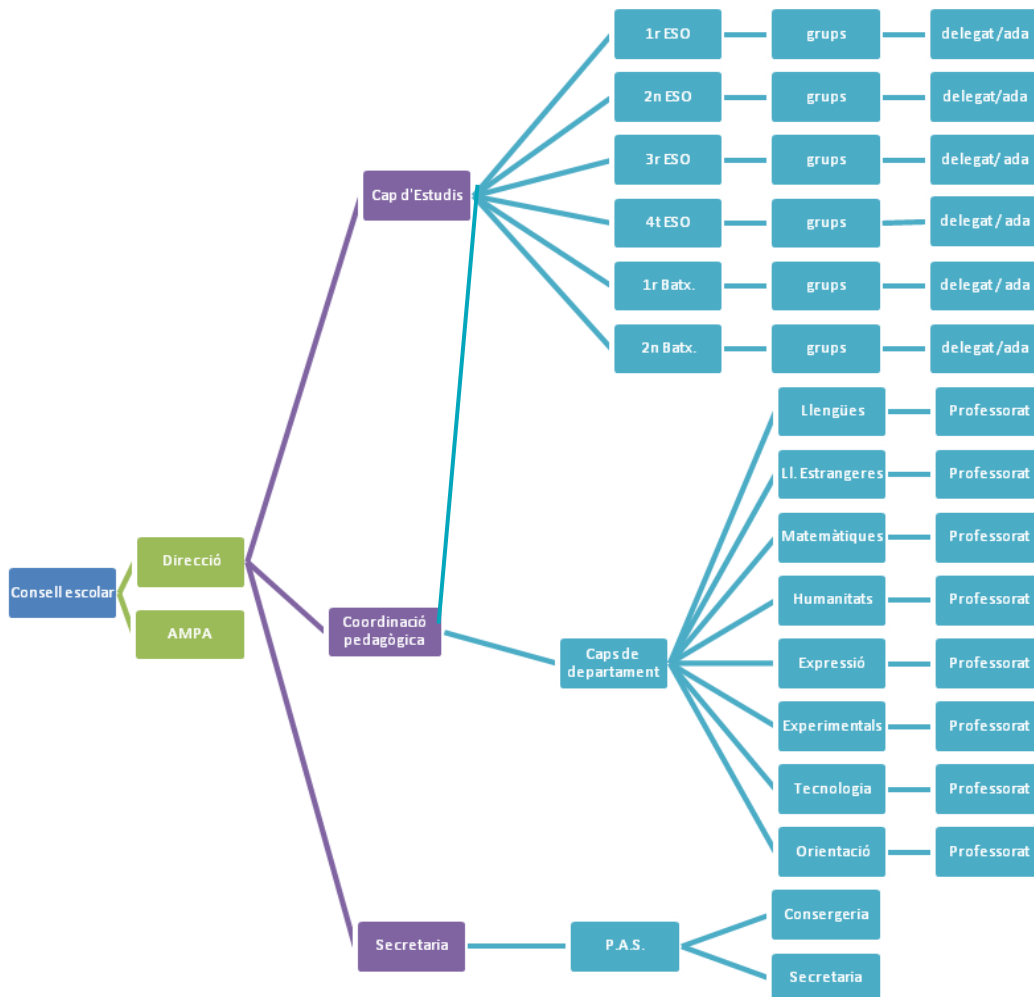 1r ESO
grups
delegat/ada
2n ESO
grups
delegat/ada
3r ESO
grups
delegat/ ada
Cap d'Estudis
4t ESO
grups
delegat/ ada
1r Batx.
grups
delegat / ada
2n Batx.
grups
delegat/ada
Llengües
Professorat
Ll. Estrangeres
Professorat
Matemàtiques
Professorat
Direcció
Consell escolar
AMPA
Coordinació
pedagògica
Caps de
departament
Humanitats
Professorat
Expressió
Professorat
Experimentals
Professorat
Tecnologia
Professorat
Orientació
Professorat
Secretaria
P.A.S.
Consergeria
Secretaria